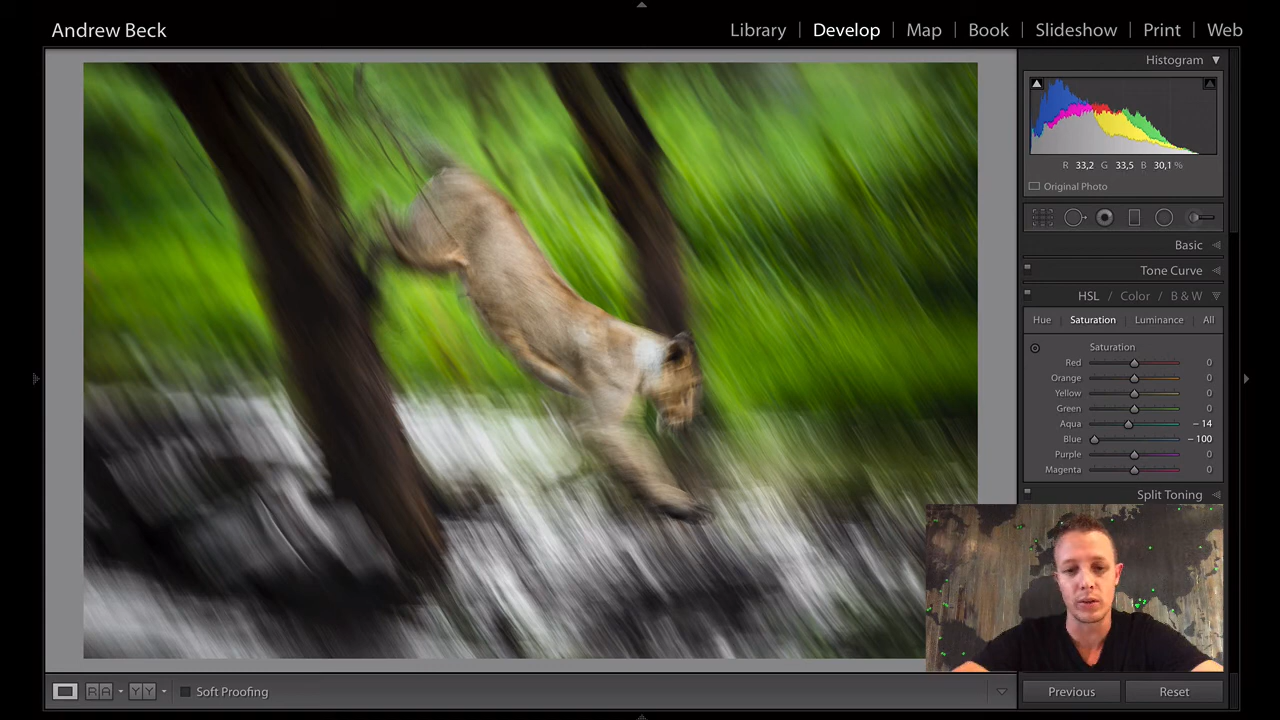 Andrew Beck
Library | Develop | Map | Book | Slideshow | Print | Web
Histogram
R 33,2 G 33,5 B 30,1 %
Original Photo
Basic
Tone Curve
HSL / Color / B & W
Hue Saturation Luminance All
Saturation
Red 0
Orange 0
Yellow 0
Green 0
Aqua – 14
Blue – 100
Purple 0
Magenta 0
Split Toning
R A Y Y Soft Proofing
Previous Reset